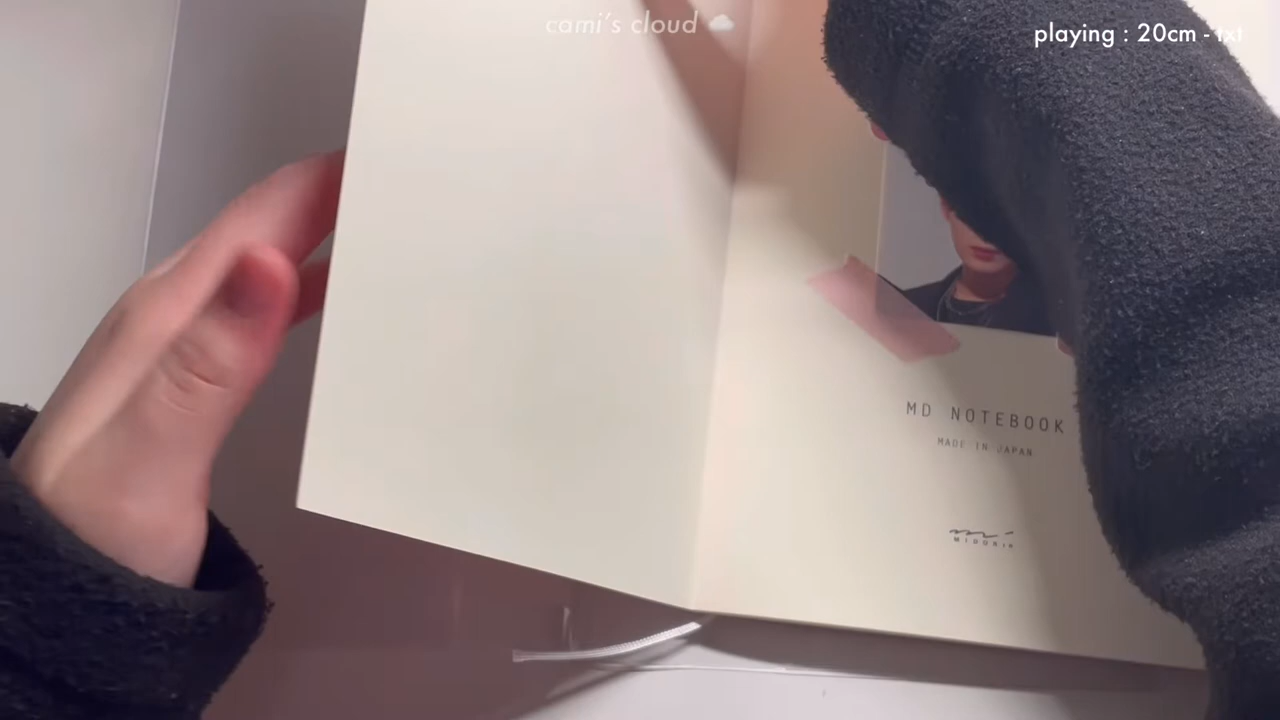 cami's cloud ☁️
playing : 20cm - txt
MD NOTEBOOK
MADE IN JAPAN
MIDORI